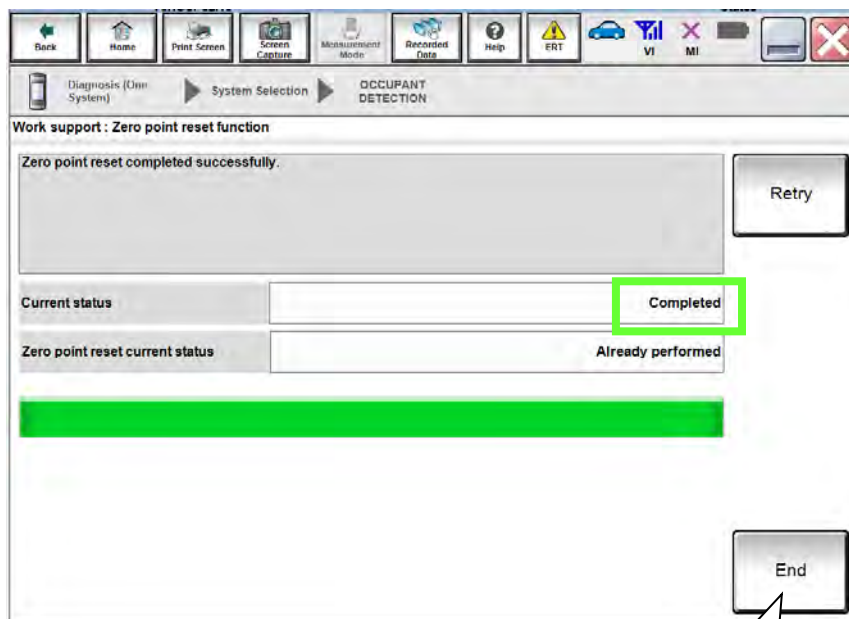 Back
Home
Print Screen
Screen
Capture
Measurement
Mode
Recorded
Data
Help
ERT
VI
MI
Diagnosis (One
System)
System Selection
OCCUPANT
DETECTION
Work support : Zero point reset function
Zero point reset completed successfully.
Retry
Current status
Completed
Zero point reset current status
Already performed
End